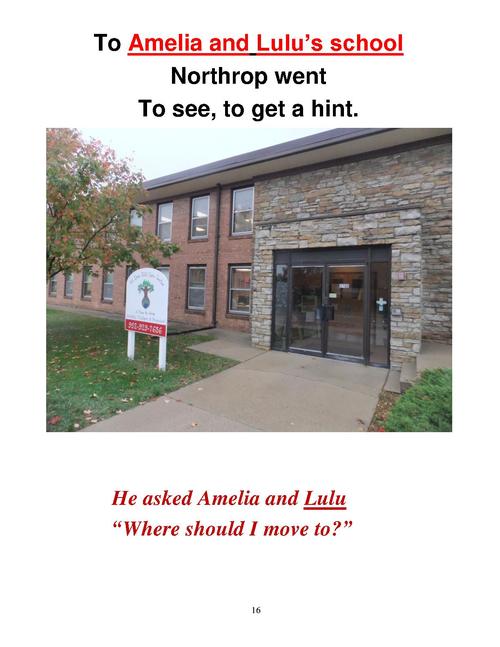 To Amelia and Lulu's school
Northrop went
To see, to get a hint.
He asked Amelia and Lulu
“Where should I move to?”
16